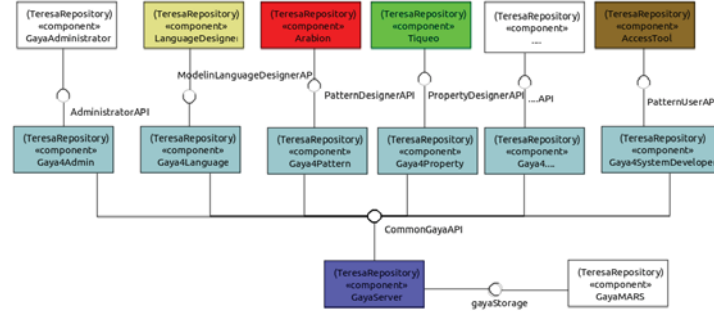 (TeresaRepository)
«component»
GayaAdministrator
(TeresaRepository)
«component»
LanguageDesigner
(TeresaRepository)
«component»
Arabion
(TeresaRepository)
«component»
Tiqueo
(TeresaRepository)
«component»
....
(TeresaRepository)
«component»
AccessTool
AdministratorAPI
ModelinLanguageDesignerAP
PatternDesignerAPI
PropertyDesignerAPI
....API
PatternUserAP
(TeresaRepository)
«component»
Gaya4Admin
(TeresaRepository)
«component»
Gaya4Language
(TeresaRepository)
«component»
Gaya4Pattern
(TeresaRepository)
«component»
Gaya4Property
(TeresaRepository)
«component»
Gaya4....
(TeresaRepository)
«component»
Gaya4SystemDeveloper
CommonGayaAPI
(TeresaRepository)
«component»
GayaServer
gayaStorage
(TeresaRepository)
«component»
GayaMARS